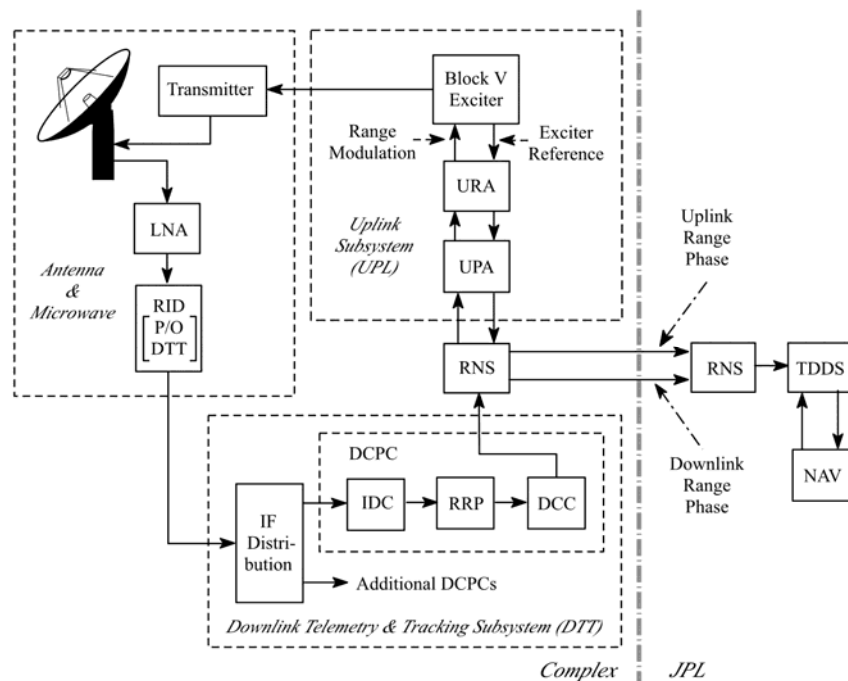 Transmitter
Block V
Exciter
Range
Modulation
Exciter
Reference
URA
LNA
Uplink
Subsystem
(UPL)
UPA
Uplink
Range
Phase
Antenna
&
Microwave
RID
P/O
DTT
RNS
RNS
TDDS
DCPC
Downlink
Range
Phase
NAV
IDC
RRP
DCC
IF
Distri-
bution
Additional DCPCs
Downlink Telemetry & Tracking Subsystem (DTT)
Complex
JPL